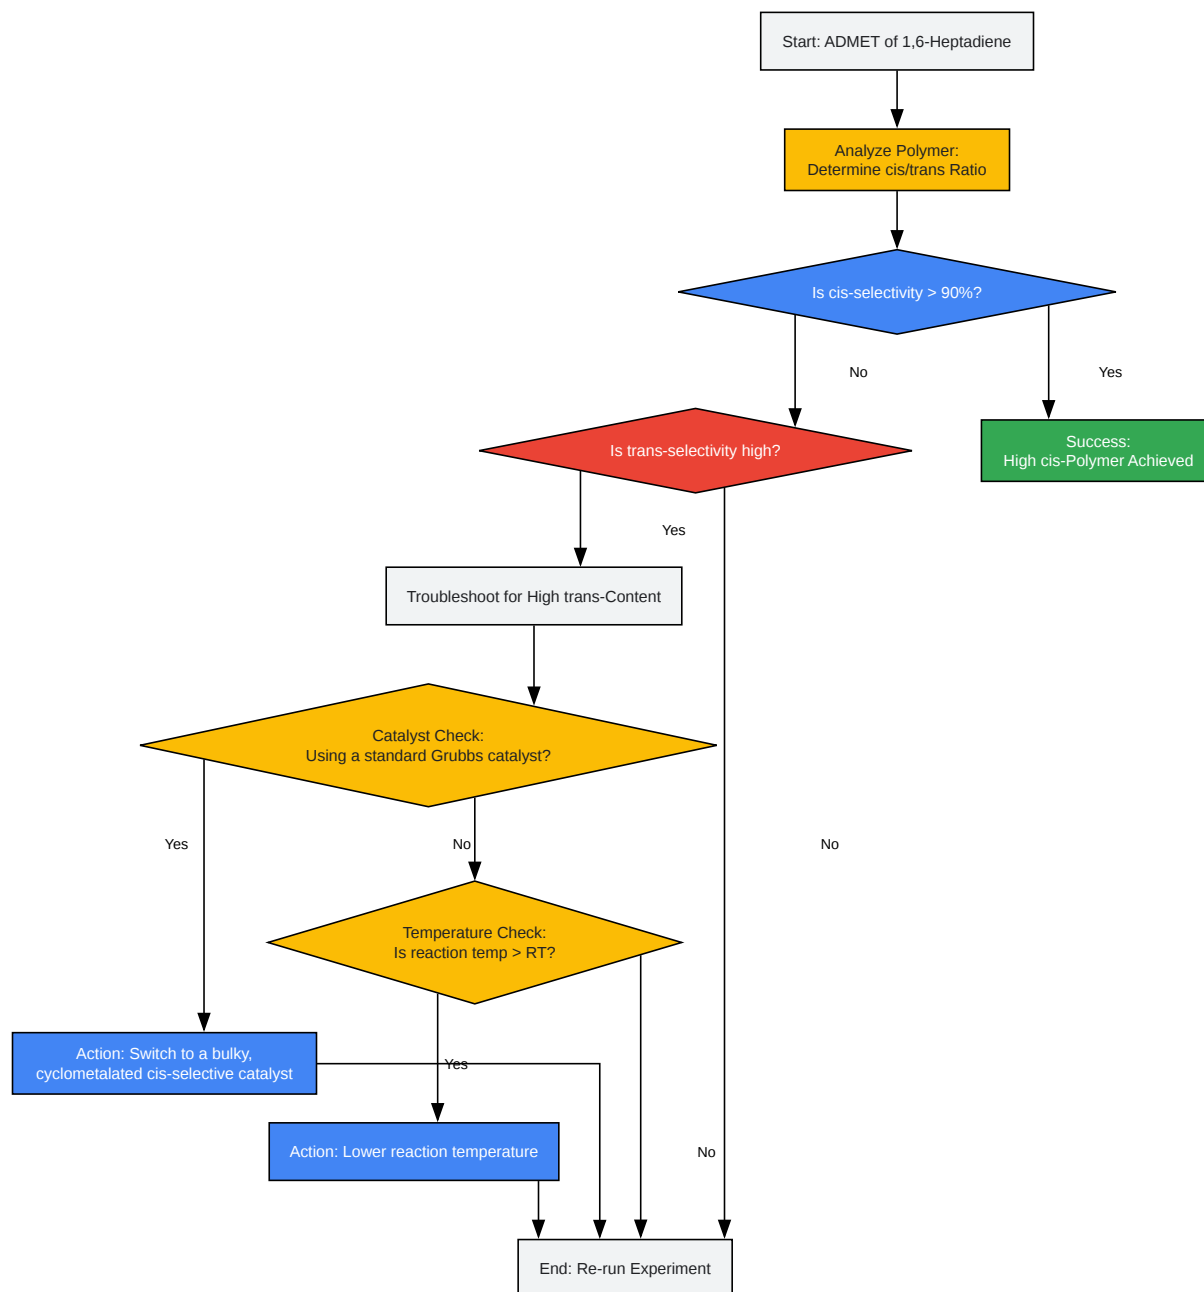 Start: ADMET of 1,6-Heptadiene
Analyze Polymer:
Determine cis/trans Ratio
Is cis-selectivity > 90%?
No
Yes
Is trans-selectivity high?
Success:
High cis-Polymer Achieved
Yes
Troubleshoot for High trans-Content
Catalyst Check:
Using a standard Grubbs catalyst?
Yes
No
No
Temperature Check:
Is reaction temp > RT?
Action: Switch to a bulky,
cyclometalated cis-selective catalyst
Yes
Action: Lower reaction temperature
No
End: Re-run Experiment